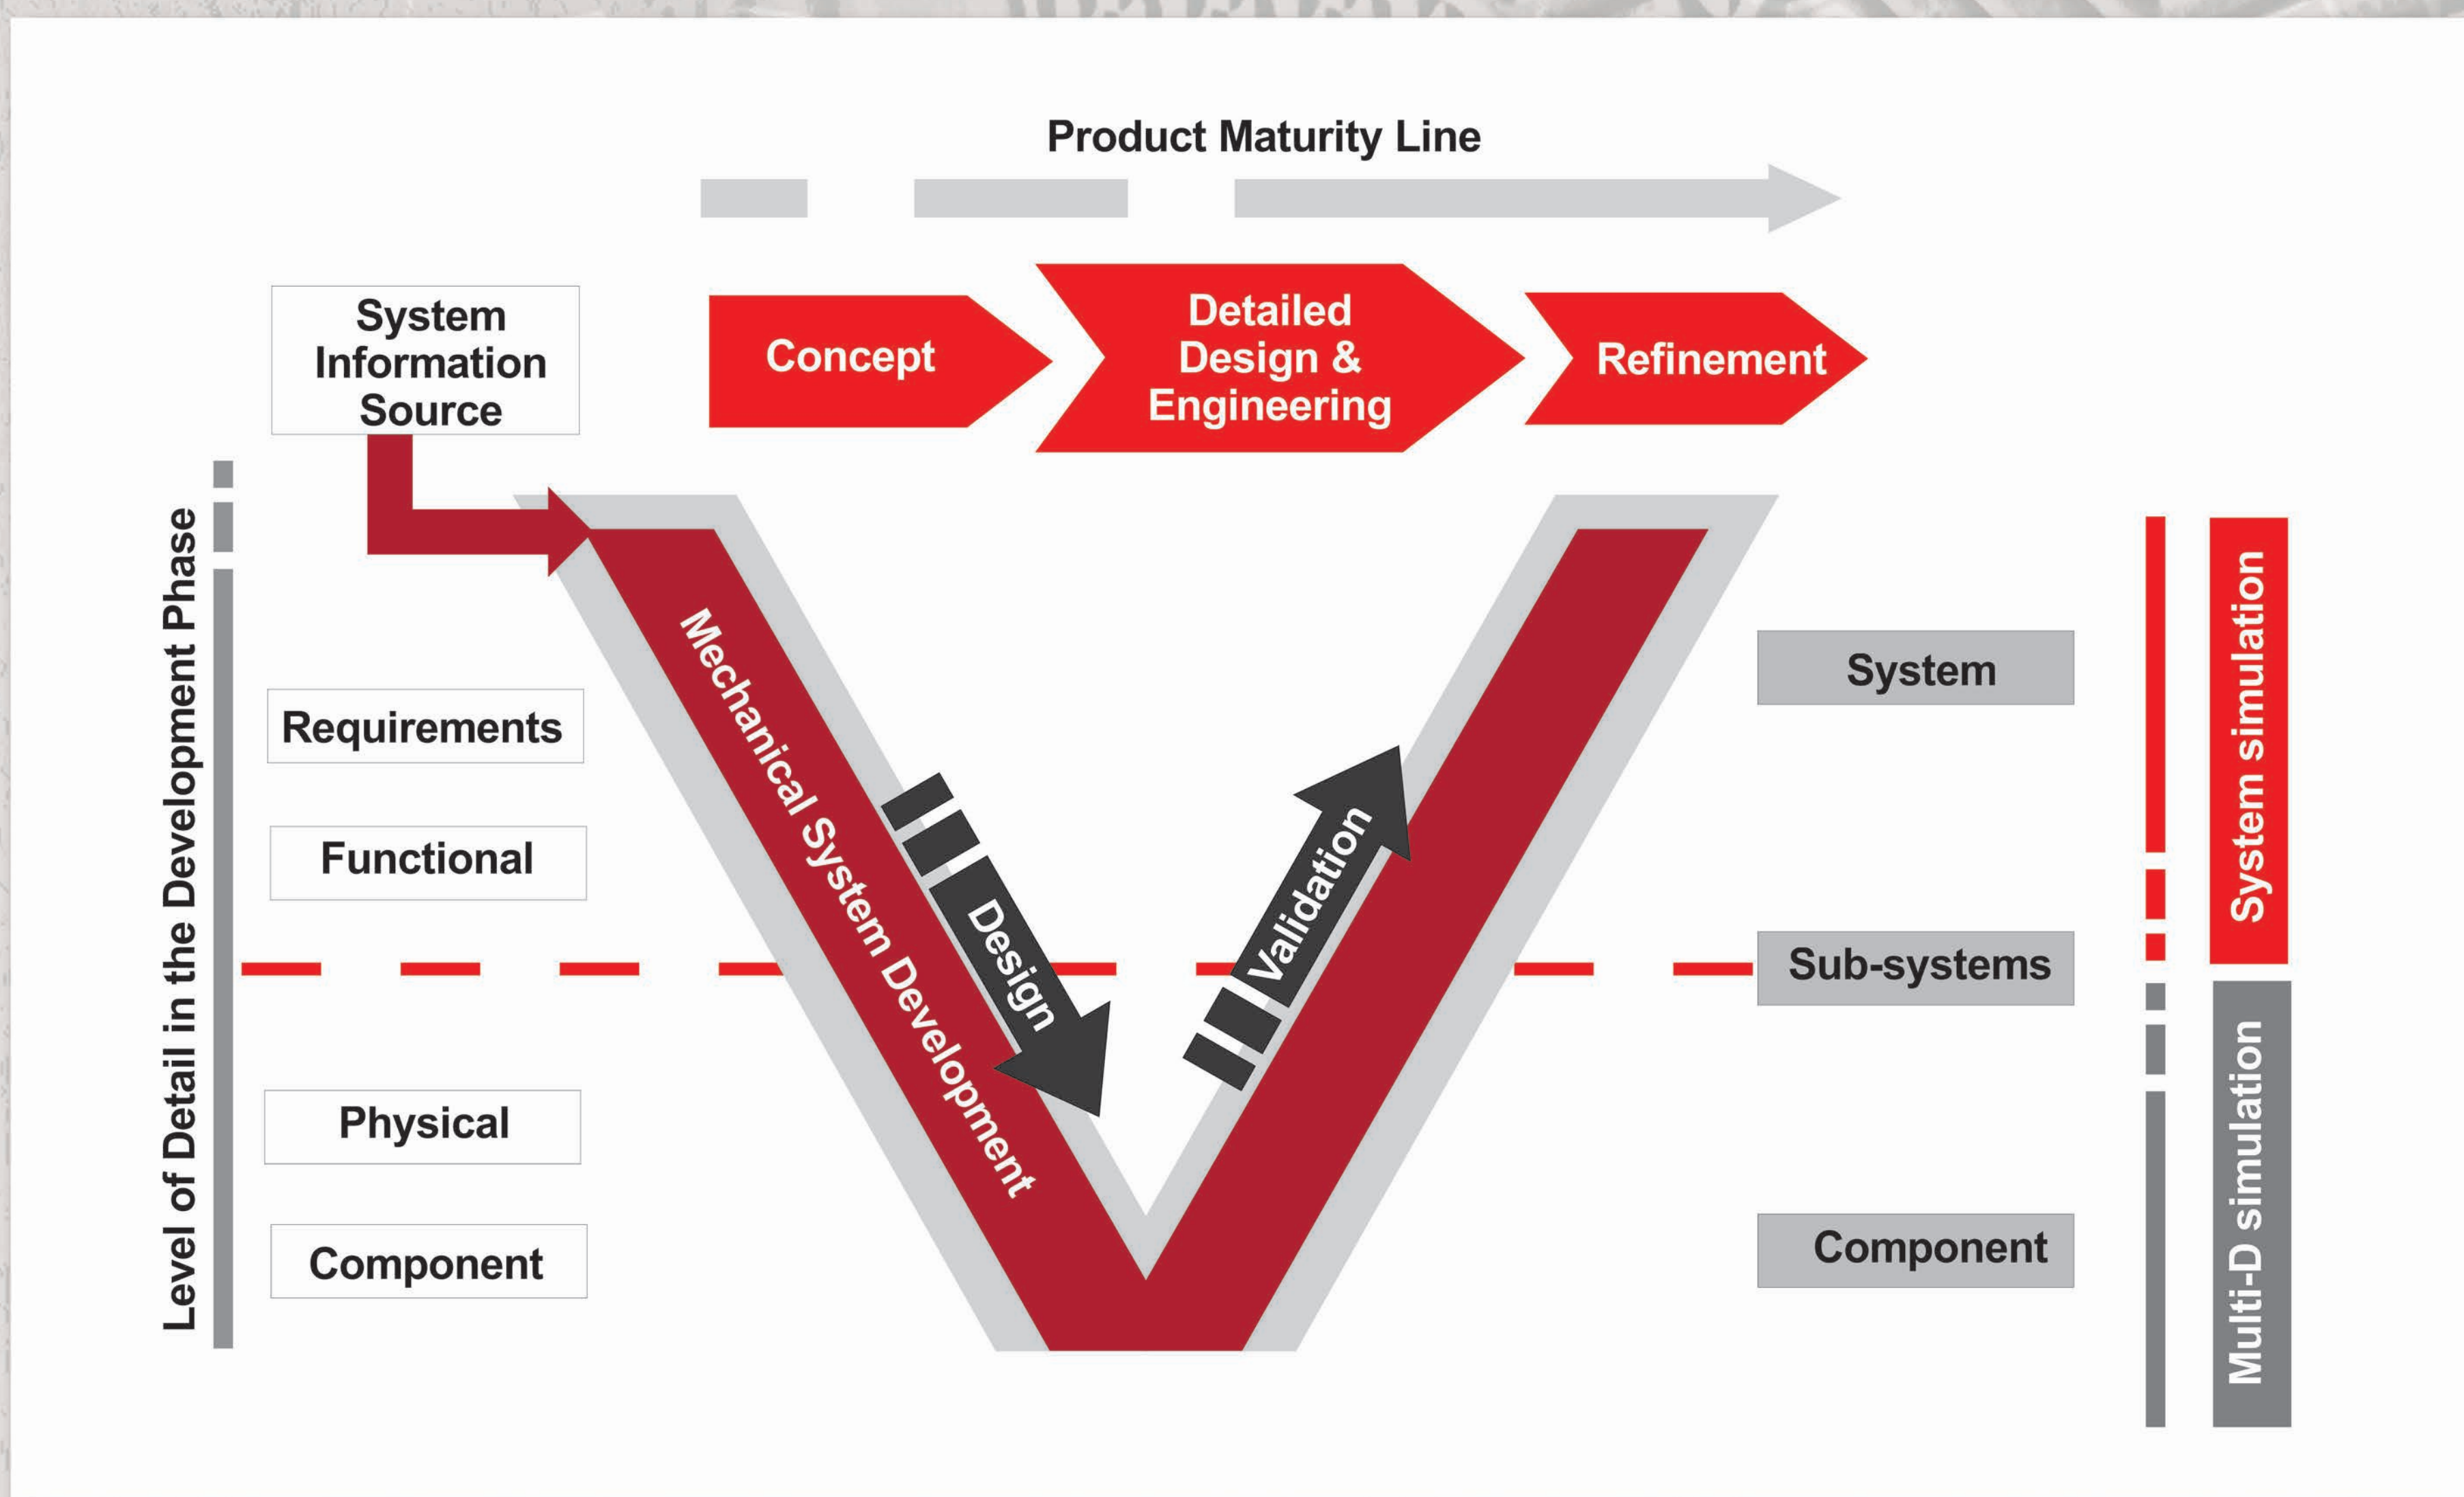 Product Maturity Line
System
Information
Source
Concept
Detailed
Design &
Engineering
Refinement
Level of Detail in the Development Phase
Requirements
Functional
Physical
Component
Mechanical System Development
Design
Validation
System
Sub-systems
Component
System simulation
Multi-D simulation